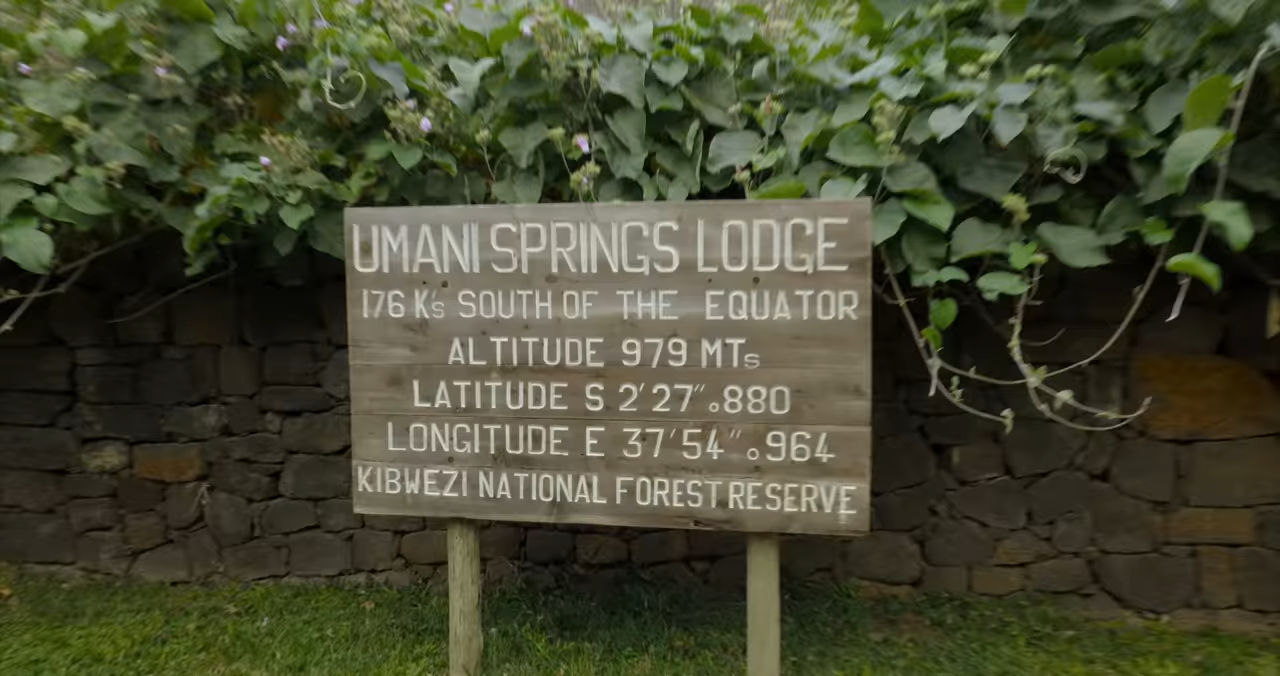 UMANI SPRINGS LODGE
176 Ks SOUTH OF THE EQUATOR
ALTITUDE 979 MTs
LATITUDE S 2'27".880
LONGITUDE E 37'54".964
KIBWEZI NATIONAL FOREST RESERVE